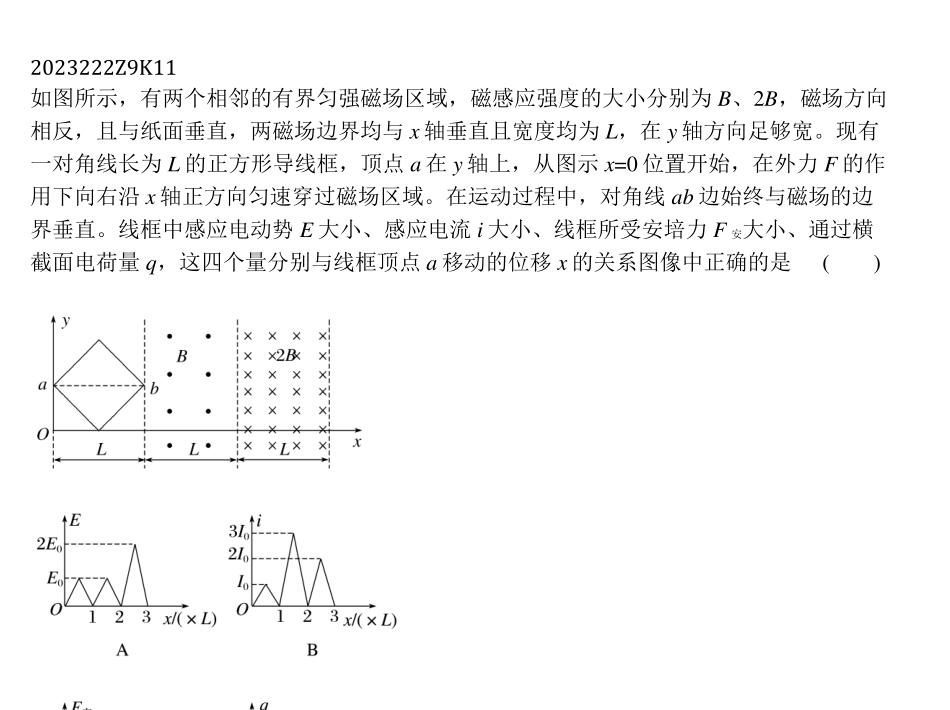 2023222Z9K11
如图所示，有两个相邻的有界匀强磁场区域，磁感应强度的大小分别为 B、2B，磁场方向
相反，且与纸面垂直，两磁场边界均与 x 轴垂直且宽度均为 L，在 y 轴方向足够宽。现有
一对角线长为 L 的正方形导线框，顶点 a 在 y 轴上，从图示 x=0 位置开始，在外力 F 的作
用下向右沿 x 轴正方向匀速穿过磁场区域。在运动过程中，对角线 ab 边始终与磁场的边
界垂直。线框中感应电动势 E 大小、感应电流 i 大小、线框所受安培力 F 安大小、通过横
截面电荷量 q，这四个量分别与线框顶点 a 移动的位移 x 的关系图像中正确的是 ( )
y
B 2B
a b
O x
L L L
E i
2E₀ 3I₀
2I₀
E₀ I₀
O 1 2 3 x/(×L) O 1 2 3 x/(×L)
A B
q